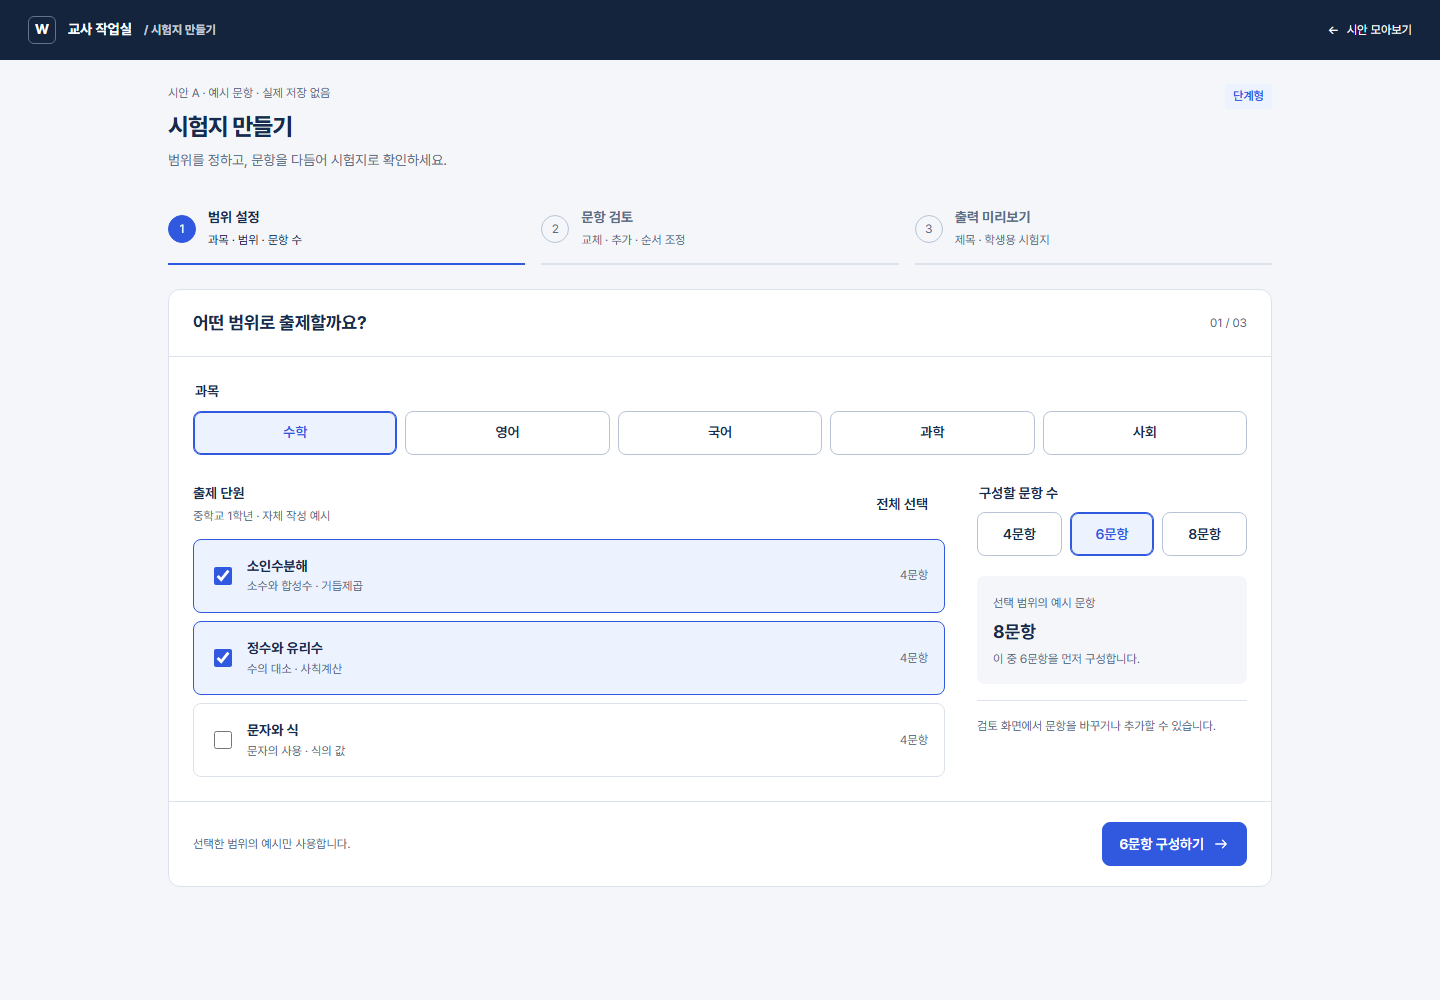 W 교사 작업실 / 시험지 만들기
← 시안 모아보기
시안 A · 예시 문항 · 실제 저장 없음
단계형
시험지 만들기
범위를 정하고, 문항을 다듬어 시험지로 확인하세요.
1 범위 설정
과목 · 범위 · 문항 수
2 문항 검토
교체 · 추가 · 순서 조정
3 출력 미리보기
제목 · 학생용 시험지
어떤 범위로 출제할까요?
01 / 03
과목
수학 영어 국어 과학 사회
출제 단원
중학교 1학년 · 자체 작성 예시
전체 선택
소인수분해
소수와 합성수 · 거듭제곱
4문항
정수와 유리수
수의 대소 · 사칙계산
4문항
문자와 식
문자의 사용 · 식의 값
4문항
구성할 문항 수
4문항 6문항 8문항
선택 범위의 예시 문항
8문항
이 중 6문항을 먼저 구성합니다.
검토 화면에서 문항을 바꾸거나 추가할 수 있습니다.
선택한 범위의 예시만 사용합니다.
6문항 구성하기 →